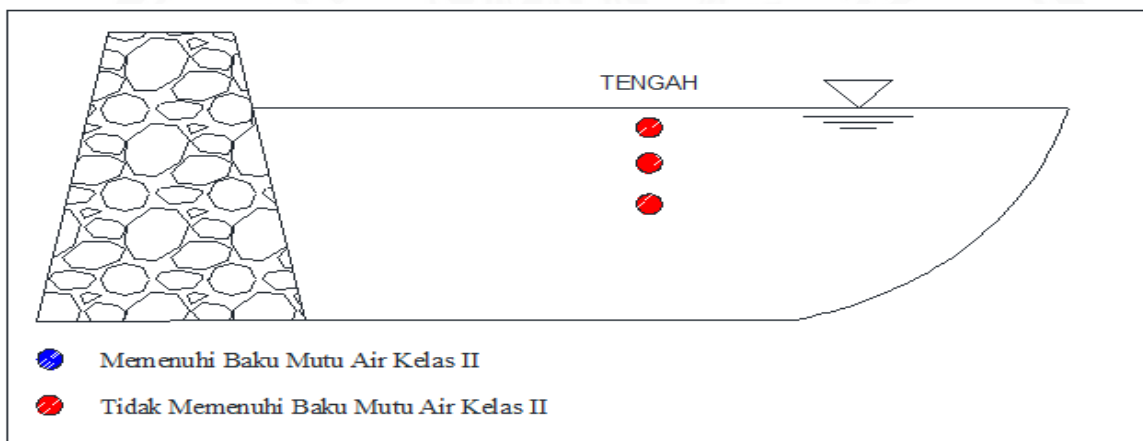 TENGAH
Memenuhi Baku Mutu Air Kelas II
Tidak Memenuhi Baku Mutu Air Kelas II